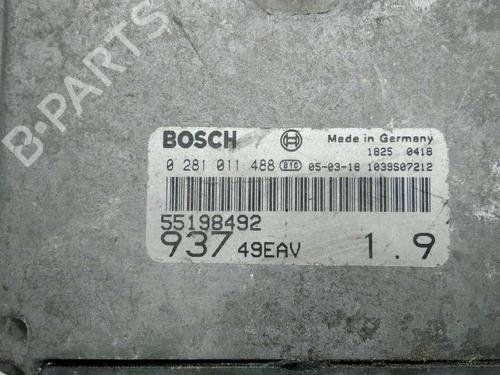 B-PARTS
BOSCH Made in Germany
1825 0418
0 281 011 488 810 05-03-18 1039S07212
55198492
937 49EAV 1.9